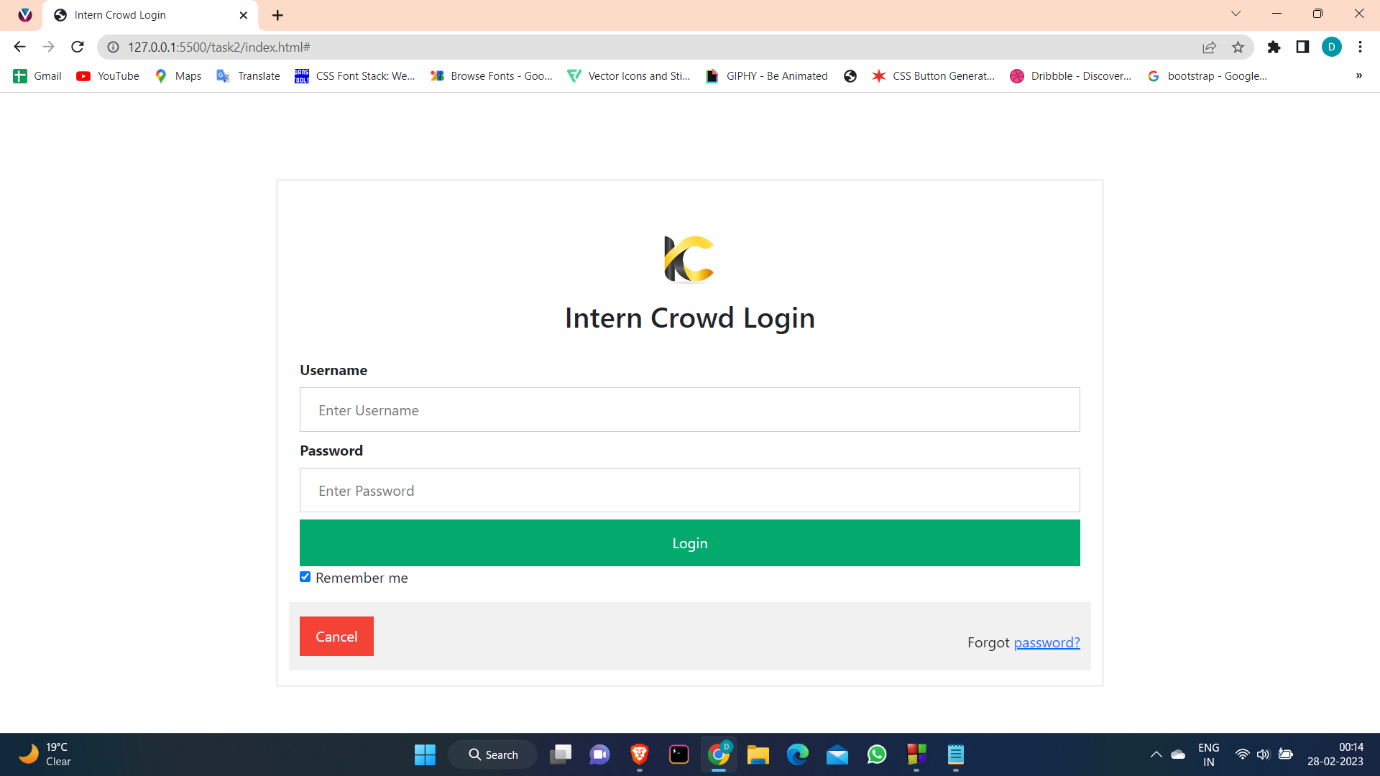 Intern Crowd Login
127.0.0.1:5500/task2/index.html#
D
Gmail YouTube Maps Translate CSS Font Stack: We... Browse Fonts - Goo... Vector Icons and Sti... GIPHY - Be Animated CSS Button Generat... Dribbble - Discover... bootstrap - Google... »
Intern Crowd Login
Username
Enter Username
Password
Enter Password
Login
Remember me
Cancel
Forgot password?
19°C
Clear
Search
D
ENG
IN
00:14
28-02-2023